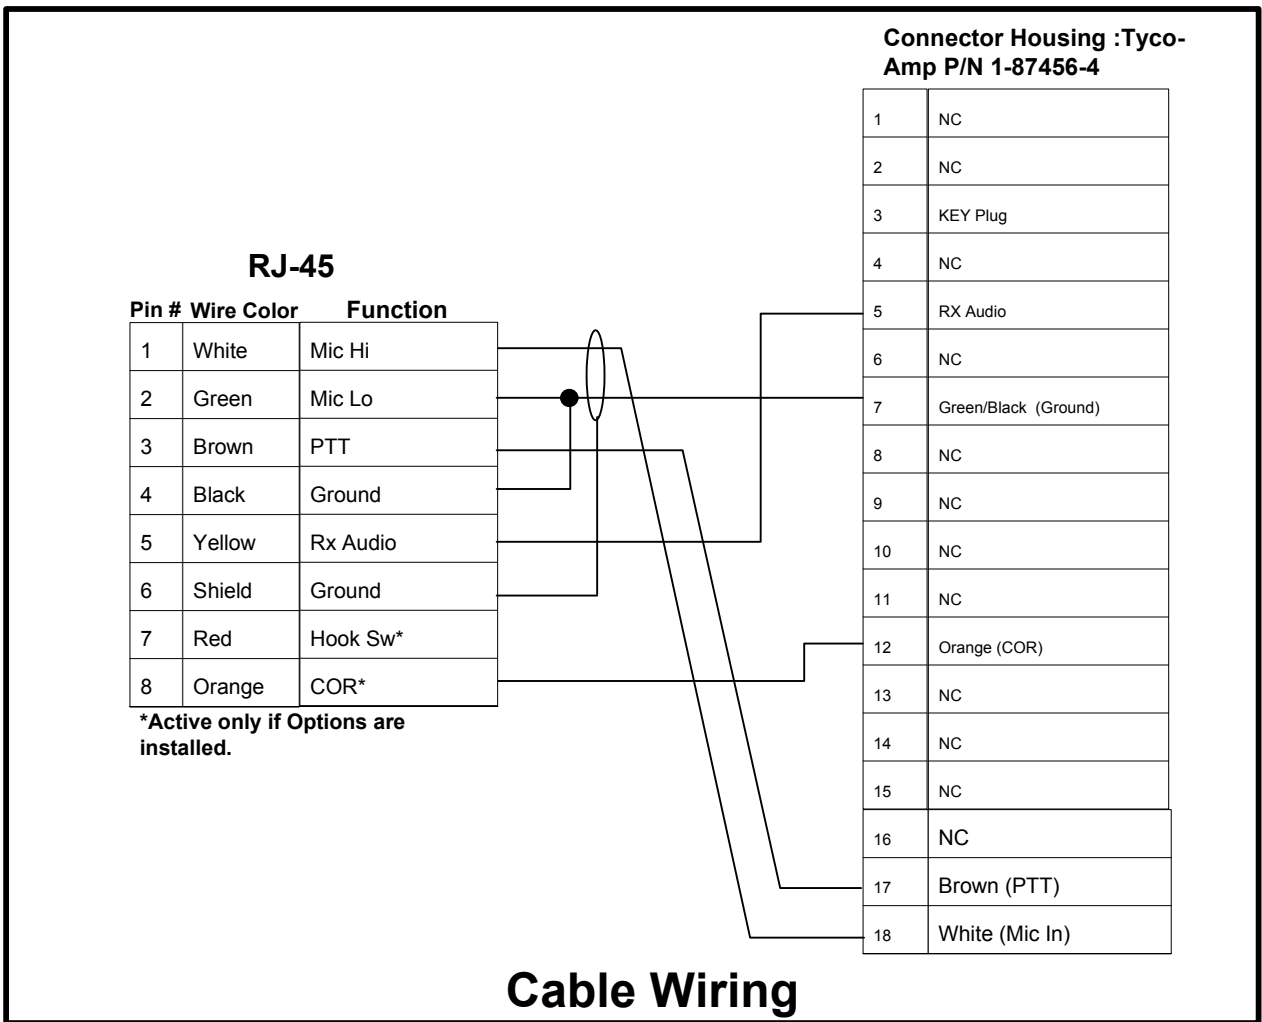 Connector Housing :Tyco-
Amp P/N 1-87456-4
1 NC
2 NC
3 KEY Plug
4 NC
5 RX Audio
6 NC
7 Green/Black (Ground)
8 NC
9 NC
10 NC
11 NC
12 Orange (COR)
13 NC
14 NC
15 NC
16 NC
17 Brown (PTT)
18 White (Mic In)
RJ-45
Pin # Wire Color Function
1 White Mic Hi
2 Green Mic Lo
3 Brown PTT
4 Black Ground
5 Yellow Rx Audio
6 Shield Ground
7 Red Hook Sw*
8 Orange COR*
*Active only if Options are
installed.
Cable Wiring